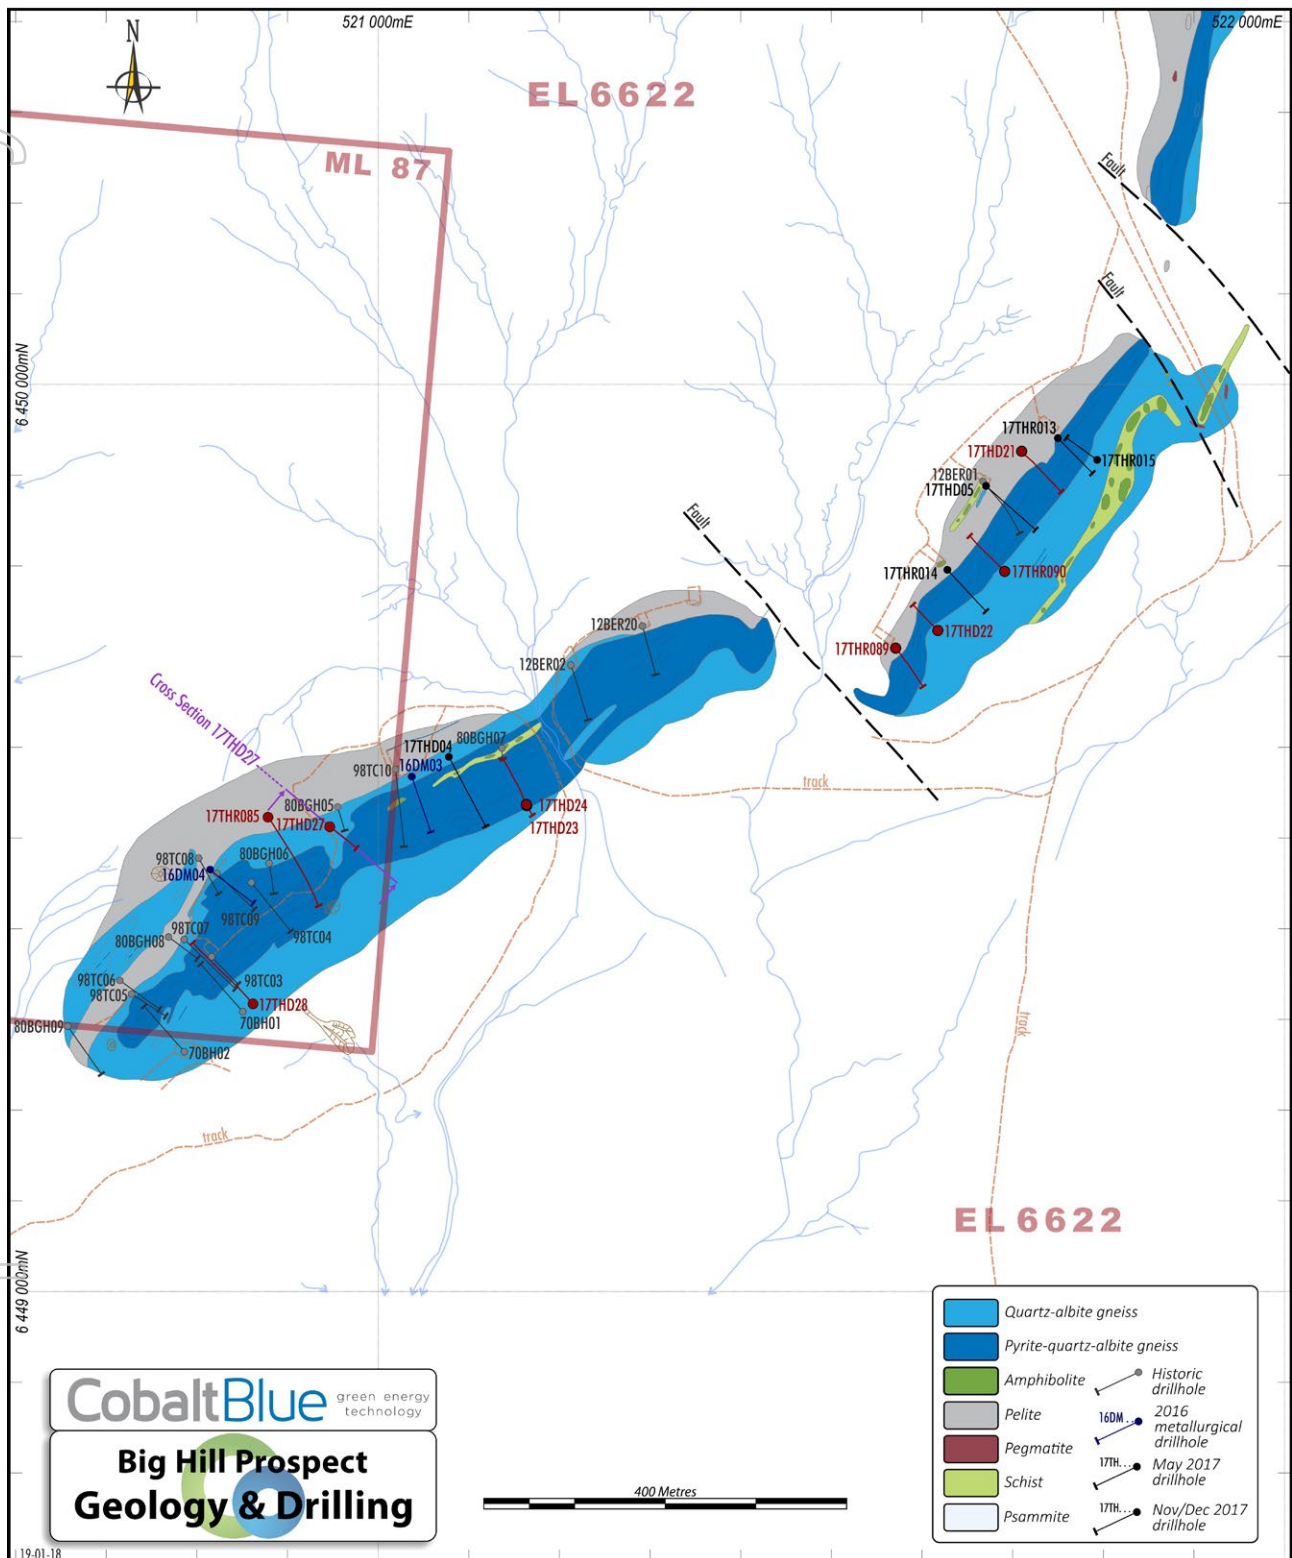 521 000mE
522 000mE
N
EL 6622
ML 87
Fault
Fault
6 450 000mN
17THR013
17THD21
17THR015
12BER01
17THD05
Fault
17THR090
17THR014
12BER20
17THD22
17THR089
12BER02
Cross Section 17THD27
17THD04
80BGH07
98TC10
16DM03
track
80BGH05
17THD24
17THR085
17THD27
17THD23
98TC08
80BGH06
16DM04
98TC09
98TC07
98TC04
80BGH08
98TC06
98TC03
98TC05
17THD28
70BH01
80BGH09
70BH02
track
track
EL 6622
6 449 000mN
Quartz-albite gneiss
Pyrite-quartz-albite gneiss
Amphibolite
Historic
drillhole
Pelite
16DM...
2016
metallurgical
drillhole
Pegmatite
17TH...
May 2017
drillhole
Schist
17TH...
Nov/Dec 2017
drillhole
Psammite
CobaltBlue
green energy
technology
Big Hill Prospect
Geology & Drilling
400 Metres
19-01-18